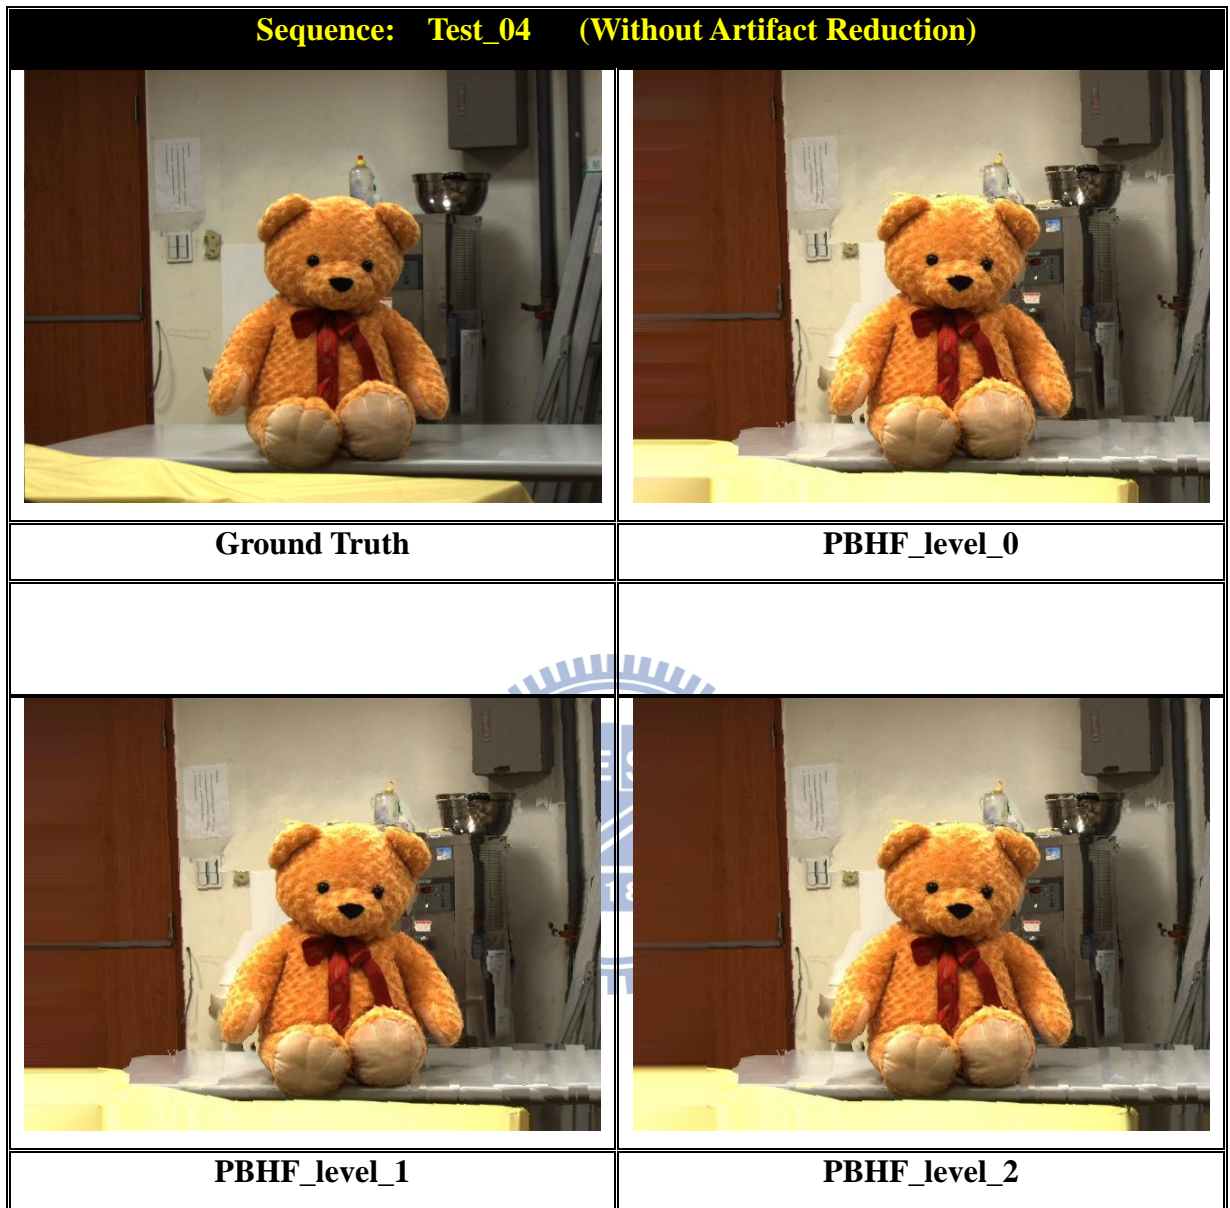 Sequence: Test_04 (Without Artifact Reduction)
Ground Truth
PBHF_level_0
PBHF_level_1
PBHF_level_2